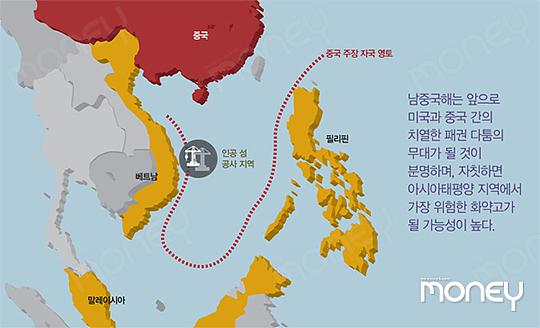 중국
중국 주장 자국 영토
인공 섬
공사 지역
필리핀
베트남
말레이시아
남중국해는 앞으로
미국과 중국 간의
치열한 패권 다툼의
무대가 될 것이
분명하며, 자칫하면
아시아태평양 지역에서
가장 위험한 화약고가
될 가능성이 높다.
money